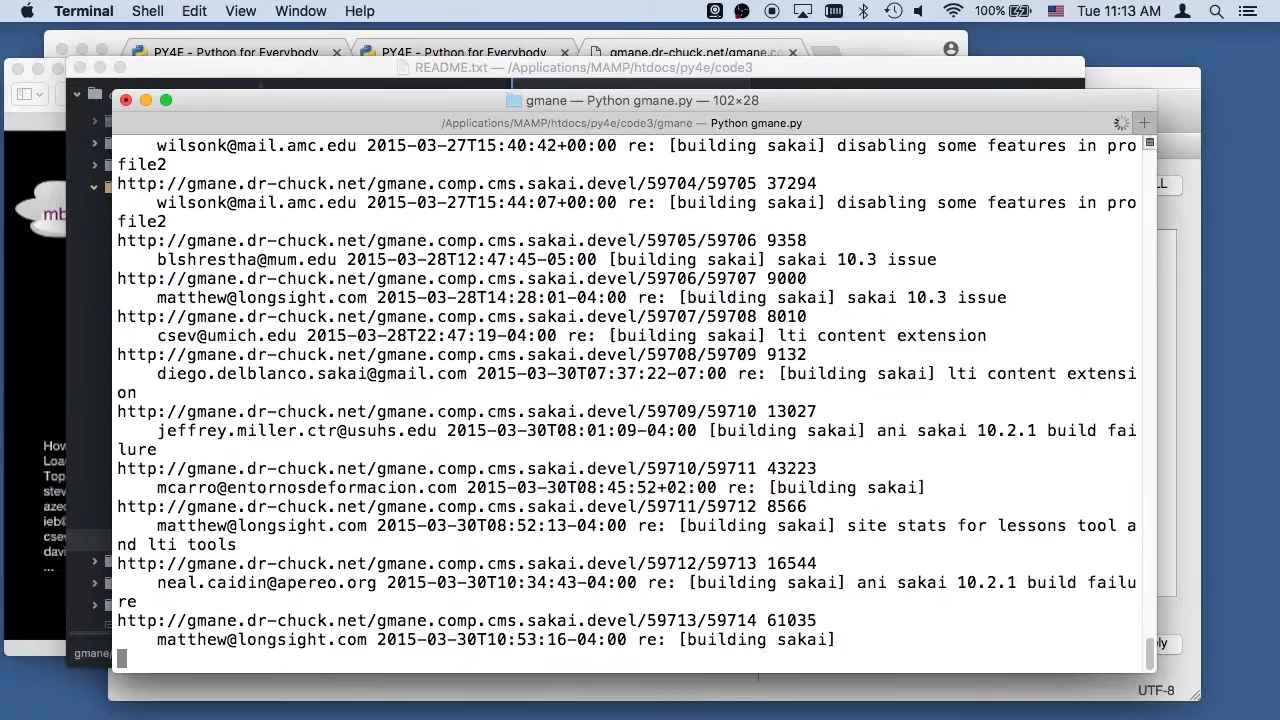 Terminal Shell Edit View Window Help 100% Tue 11:13 AM
PY4E - Python for Everybody PY4E - Python for Everybody gmane.dr-chuck.net/gmane.co
README.txt — /Applications/MAMP/htdocs/py4e/code3
gmane — Python gmane.py — 102×28
/Applications/MAMP/htdocs/py4e/code3/gmane — Python gmane.py
wilsonk@mail.amc.edu 2015-03-27T15:40:42+00:00 re: [building sakai] disabling some features in pro
file2
http://gmane.dr-chuck.net/gmane.comp.cms.sakai.devel/59704/59705 37294
wilsonk@mail.amc.edu 2015-03-27T15:44:07+00:00 re: [building sakai] disabling some features in pro
file2
http://gmane.dr-chuck.net/gmane.comp.cms.sakai.devel/59705/59706 9358
blshrestha@mum.edu 2015-03-28T12:47:45-05:00 [building sakai] sakai 10.3 issue
http://gmane.dr-chuck.net/gmane.comp.cms.sakai.devel/59706/59707 9000
matthew@longsight.com 2015-03-28T14:28:01-04:00 re: [building sakai] sakai 10.3 issue
http://gmane.dr-chuck.net/gmane.comp.cms.sakai.devel/59707/59708 8010
csev@umich.edu 2015-03-28T22:47:19-04:00 re: [building sakai] lti content extension
http://gmane.dr-chuck.net/gmane.comp.cms.sakai.devel/59708/59709 9132
diego.delblanco.sakai@gmail.com 2015-03-30T07:37:22-07:00 re: [building sakai] lti content extensi
on
http://gmane.dr-chuck.net/gmane.comp.cms.sakai.devel/59709/59710 13027
jeffrey.miller.ctr@usuhs.edu 2015-03-30T08:01:09-04:00 [building sakai] ani sakai 10.2.1 build fai
lure
http://gmane.dr-chuck.net/gmane.comp.cms.sakai.devel/59710/59711 43223
mcarro@entornosdeformacion.com 2015-03-30T08:45:52+02:00 re: [building sakai]
http://gmane.dr-chuck.net/gmane.comp.cms.sakai.devel/59711/59712 8566
matthew@longsight.com 2015-03-30T08:52:13-04:00 re: [building sakai] site stats for lessons tool a
nd lti tools
http://gmane.dr-chuck.net/gmane.comp.cms.sakai.devel/59712/59713 16544
neal.caidin@apereo.org 2015-03-30T10:34:43-04:00 re: [building sakai] ani sakai 10.2.1 build failu
re
http://gmane.dr-chuck.net/gmane.comp.cms.sakai.devel/59713/59714 61035
matthew@longsight.com 2015-03-30T10:53:16-04:00 re: [building sakai]
mb
How
Loa
Top
stev
azec
ieb
csev
davi
...
gmane/
LL
ply
UTF-8